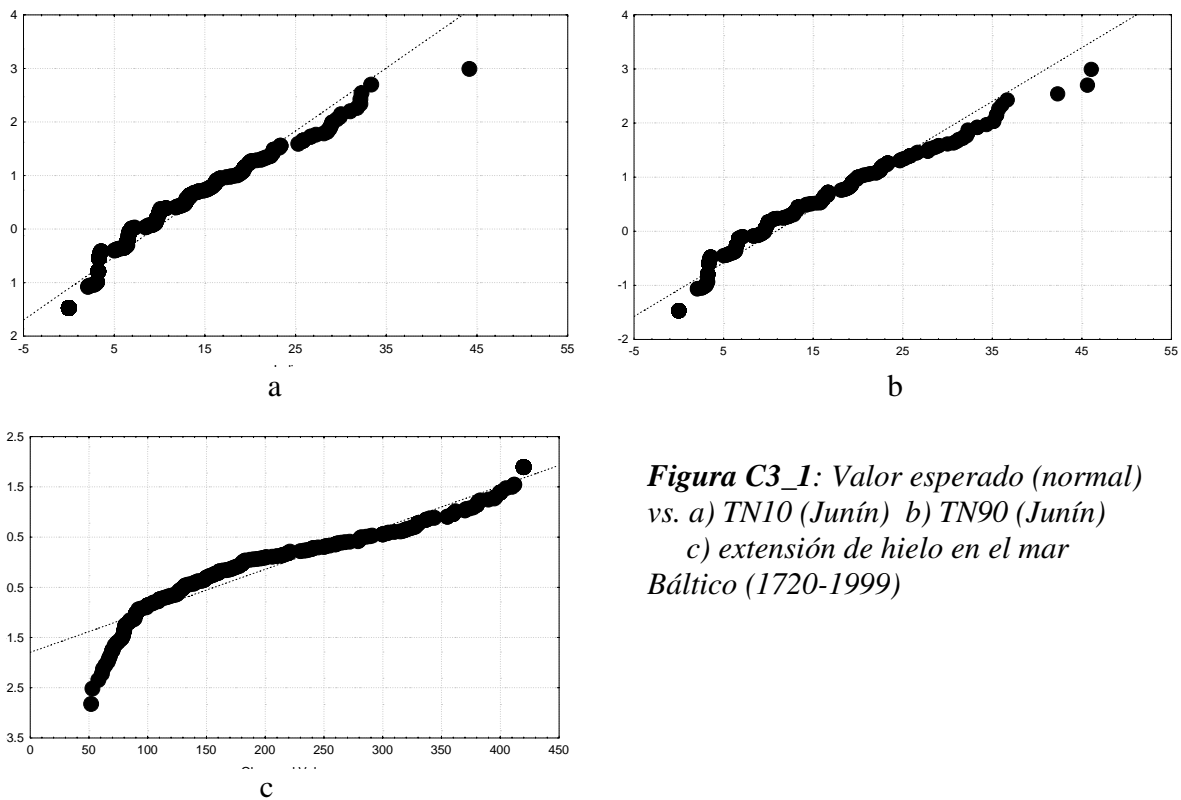 4
3
2
1
0
1
2
-5 5 15 25 35 45 55
a
4
3
2
1
0
-1
-2
-5 5 15 25 35 45 55
b
2.5
1.5
0.5
0.5
1.5
2.5
3.5
0 50 100 150 200 250 300 350 400 450
c
Figura C3_1: Valor esperado (normal)
vs. a) TN10 (Junín) b) TN90 (Junín)
c) extensión de hielo en el mar
Báltico (1720-1999)